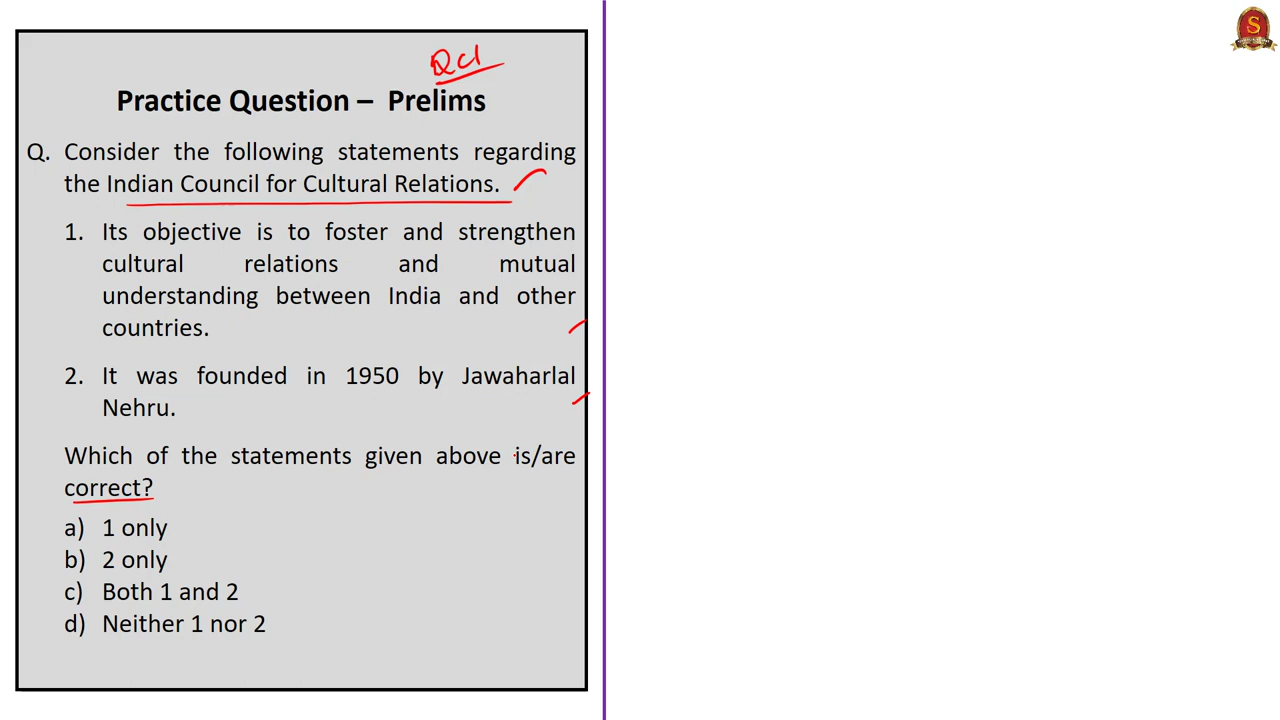 Practice Question – Prelims
Q. Consider the following statements regarding
the Indian Council for Cultural Relations.
1. Its objective is to foster and strengthen
cultural relations and mutual
understanding between India and other
countries.
2. It was founded in 1950 by Jawaharlal
Nehru.
Which of the statements given above is/are
correct?
a) 1 only
b) 2 only
c) Both 1 and 2
d) Neither 1 nor 2
S